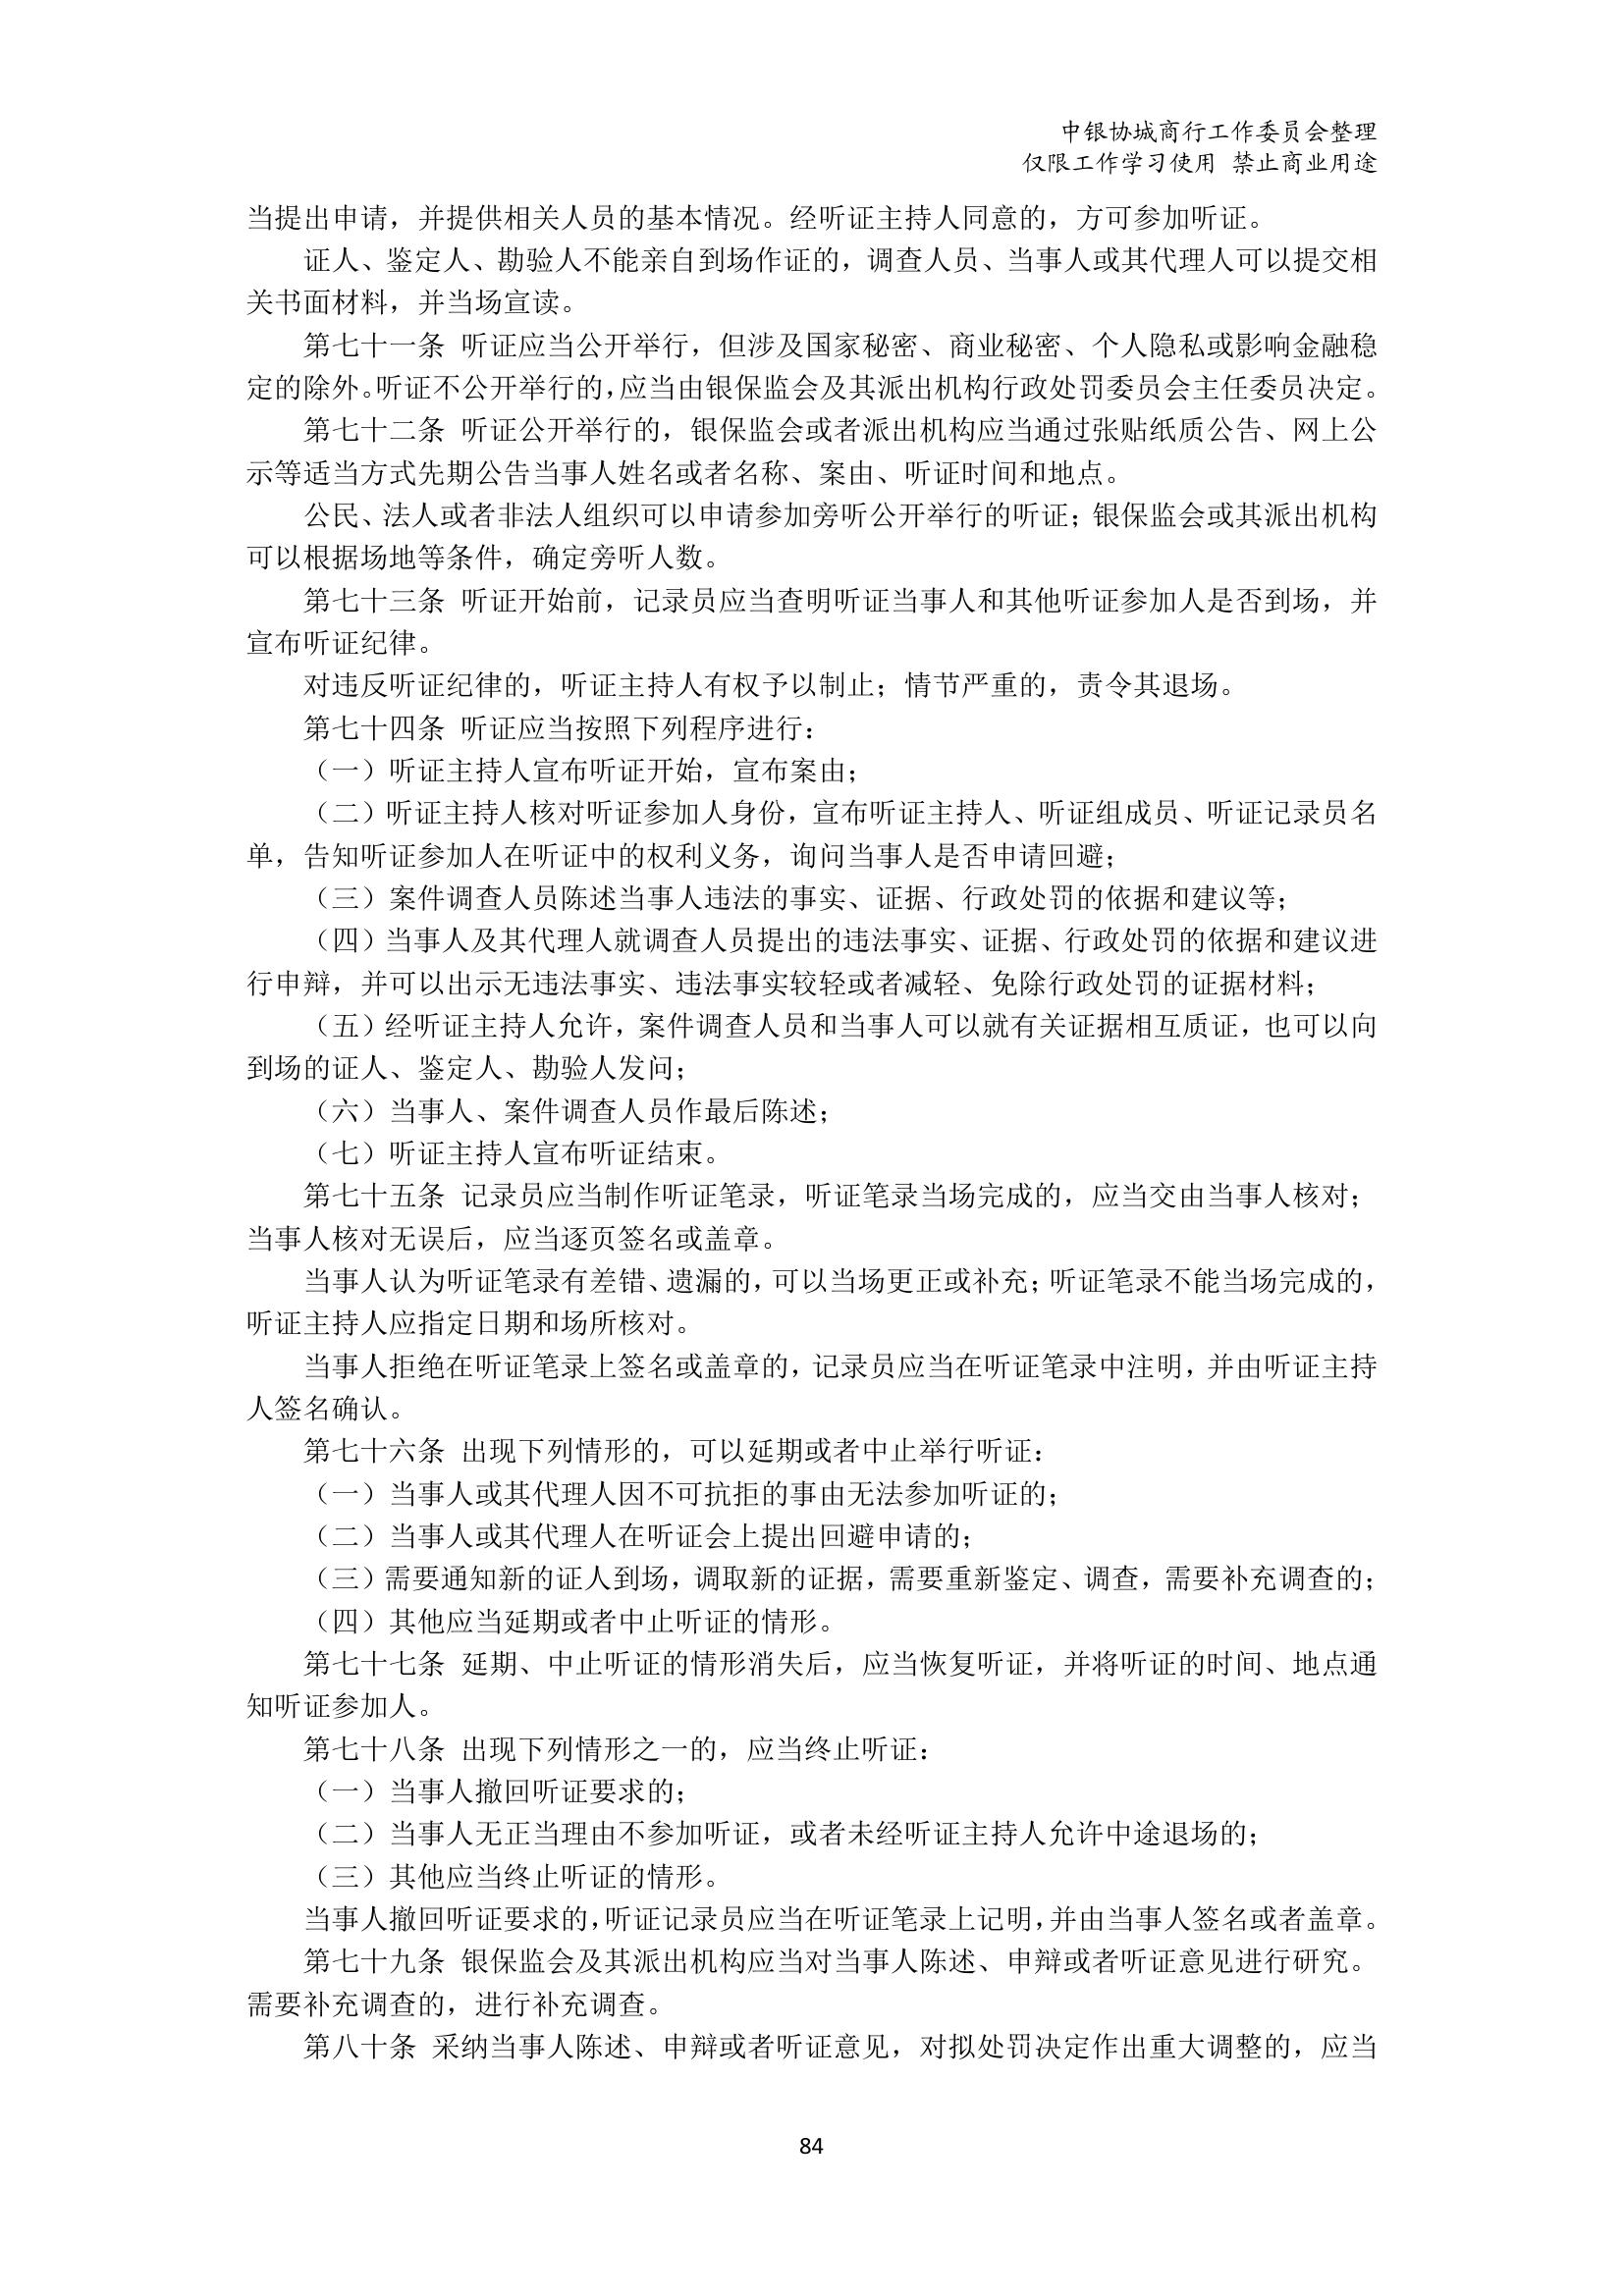 中银协城商行工作委员会整理
仅限工作学习使用 禁止商业用途
当提出申请，并提供相关人员的基本情况。经听证主持人同意的，方可参加听证。
证人、鉴定人、勘验人不能亲自到场作证的，调查人员、当事人或其代理人可以提交相
关书面材料，并当场宣读。
第七十一条 听证应当公开举行，但涉及国家秘密、商业秘密、个人隐私或影响金融稳
定的除外。听证不公开举行的，应当由银保监会及其派出机构行政处罚委员会主任委员决定。
第七十二条 听证公开举行的，银保监会或者派出机构应当通过张贴纸质公告、网上公
示等适当方式先期公告当事人姓名或者名称、案由、听证时间和地点。
公民、法人或者非法人组织可以申请参加旁听公开举行的听证；银保监会或其派出机构
可以根据场地等条件，确定旁听人数。
第七十三条 听证开始前，记录员应当查明听证当事人和其他听证参加人是否到场，并
宣布听证纪律。
对违反听证纪律的，听证主持人有权予以制止；情节严重的，责令其退场。
第七十四条 听证应当按照下列程序进行：
（一）听证主持人宣布听证开始，宣布案由；
（二）听证主持人核对听证参加人身份，宣布听证主持人、听证组成员、听证记录员名
单，告知听证参加人在听证中的权利义务，询问当事人是否申请回避；
（三）案件调查人员陈述当事人违法的事实、证据、行政处罚的依据和建议等；
（四）当事人及其代理人就调查人员提出的违法事实、证据、行政处罚的依据和建议进
行申辩，并可以出示无违法事实、违法事实较轻或者减轻、免除行政处罚的证据材料；
（五）经听证主持人允许，案件调查人员和当事人可以就有关证据相互质证，也可以向
到场的证人、鉴定人、勘验人发问；
（六）当事人、案件调查人员作最后陈述；
（七）听证主持人宣布听证结束。
第七十五条 记录员应当制作听证笔录，听证笔录当场完成的，应当交由当事人核对；
当事人核对无误后，应当逐页签名或盖章。
当事人认为听证笔录有差错、遗漏的，可以当场更正或补充；听证笔录不能当场完成的，
听证主持人应指定日期和场所核对。
当事人拒绝在听证笔录上签名或盖章的，记录员应当在听证笔录中注明，并由听证主持
人签名确认。
第七十六条 出现下列情形的，可以延期或者中止举行听证：
（一）当事人或其代理人因不可抗拒的事由无法参加听证的；
（二）当事人或其代理人在听证会上提出回避申请的；
（三）需要通知新的证人到场，调取新的证据，需要重新鉴定、调查，需要补充调查的；
（四）其他应当延期或者中止听证的情形。
第七十七条 延期、中止听证的情形消失后，应当恢复听证，并将听证的时间、地点通
知听证参加人。
第七十八条 出现下列情形之一的，应当终止听证：
（一）当事人撤回听证要求的；
（二）当事人无正当理由不参加听证，或者未经听证主持人允许中途退场的；
（三）其他应当终止听证的情形。
当事人撤回听证要求的，听证记录员应当在听证笔录上记明，并由当事人签名或者盖章。
第七十九条 银保监会及其派出机构应当对当事人陈述、申辩或者听证意见进行研究。
需要补充调查的，进行补充调查。
第八十条 采纳当事人陈述、申辩或者听证意见，对拟处罚决定作出重大调整的，应当
84